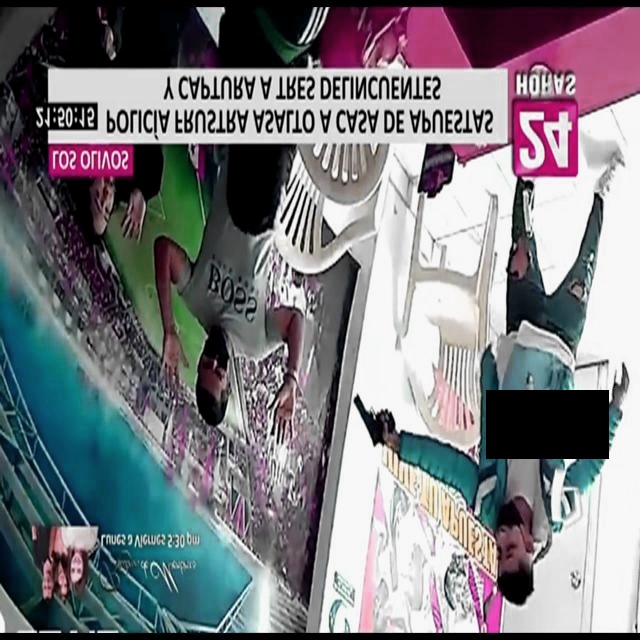 LOS OLIVOS
21:50:15 POLICÍA FRUSTRA ASALTO A CASA DE APUESTAS
Y CAPTURA A TRES DELINCUENTES
24
HORAS
BOSS
APUESTA
Lunes a Viernes 5:30 pm